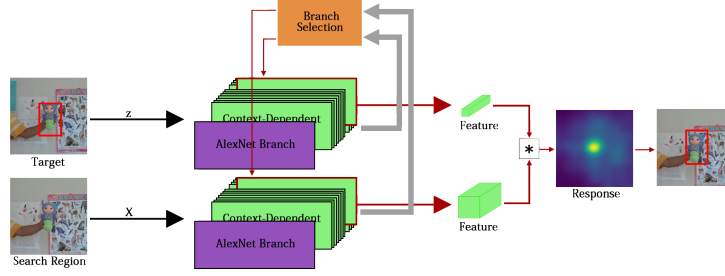 Branch
Selection
z
Context-Dependent
AlexNet Branch
Target
Feature
*
Response
X
Context-Dependent
AlexNet Branch
Search Region
Feature